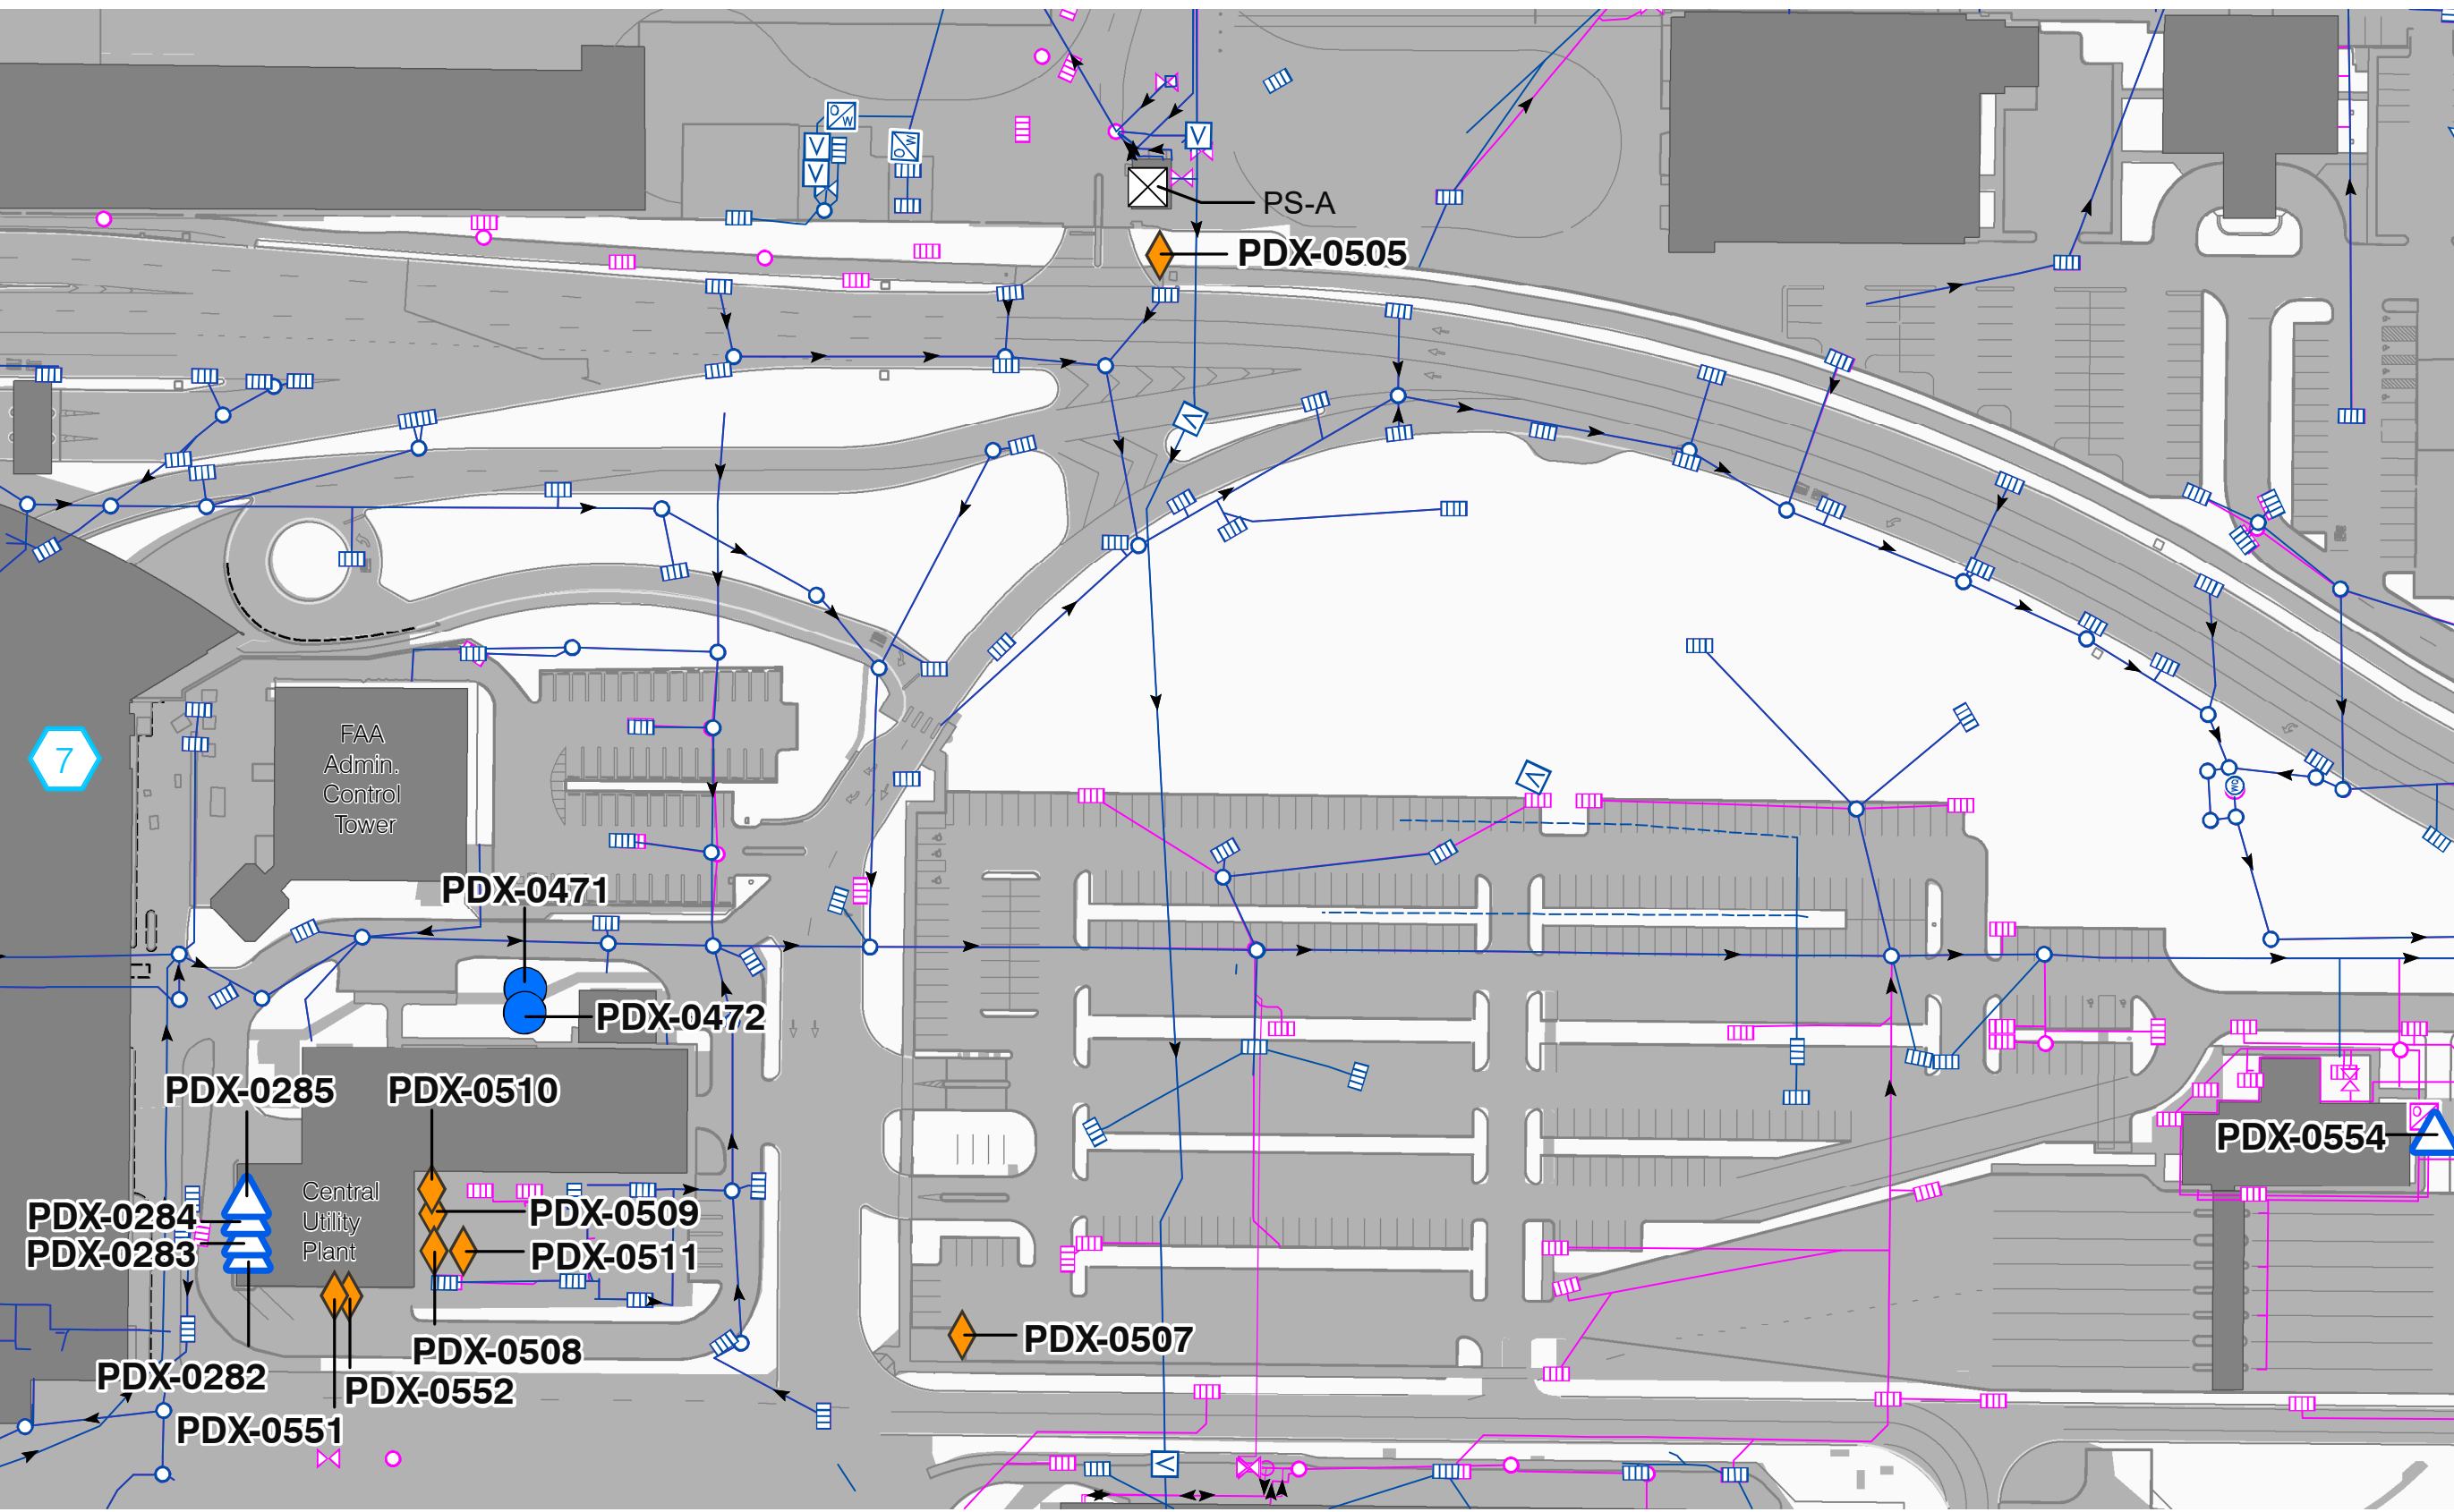 O/W
V
V
O/W
V
PS-A
PDX-0505
V
7
FAA
Admin.
Control
Tower
V
PDX-0471
PDX-0472
PDX-0285
PDX-0510
PDX-0554
Central
Utility
Plant
PDX-0284
PDX-0509
PDX-0283
PDX-0511
PDX-0507
PDX-0508
PDX-0282
PDX-0552
PDX-0551
V